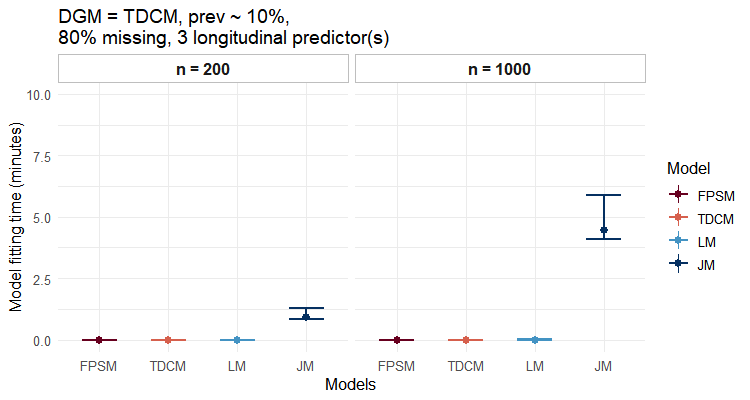 DGM = TDCM, prev ~ 10%,
80% missing, 3 longitudinal predictor(s)
n = 200
n = 1000
Model fitting time (minutes)
10.0
7.5
5.0
2.5
0.0
FPSM TDCM LM JM
FPSM TDCM LM JM
Models
Model
FPSM
TDCM
LM
JM